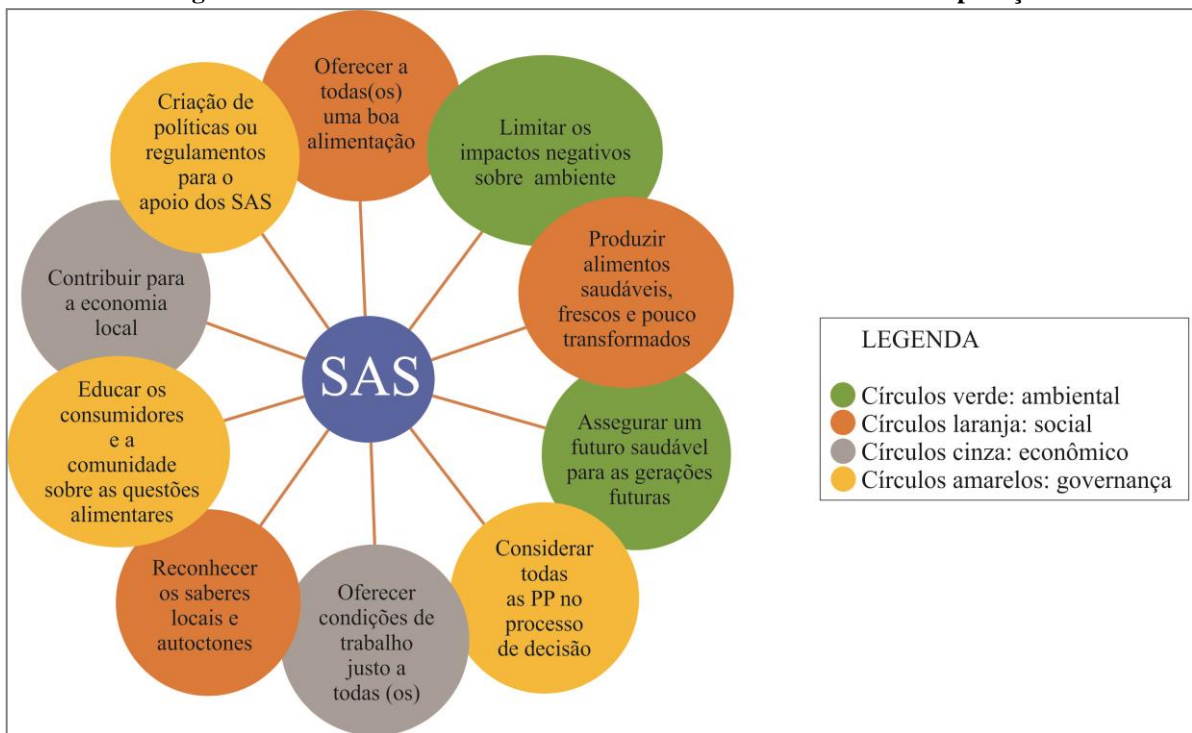 Oferecer a
todas(os)
uma boa
alimentação
Limitar os
impactos negativos
sobre ambiente
Produzir
alimentos
saudáveis,
frescos e pouco
transformados
Assegurar um
futuro saudável
para as gerações
futuras
Considerar
todas
as PP no
processo
de decisão
Oferecer
condições de
trabalho
justo a
todas (os)
Reconhecer
os saberes
locais e
autoctones
Educar os
consumidores
e a
comunidade
sobre as questões
alimentares
Contribuir para
a economia
local
Criação de
políticas ou
regulamentos
para o
apoio dos SAS
SAS
LEGENDA
Círculos verde: ambiental
Círculos laranja: social
Círculos cinza: econômico
Círculos amarelos: governança